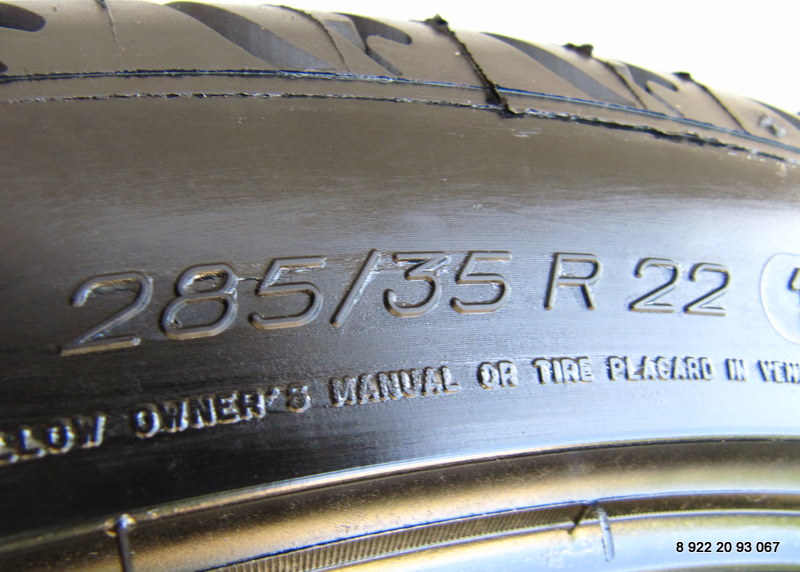 285/35 R 22
OWNER'S MANUAL OR TIRE PLACARD IN
8 922 20 93 067